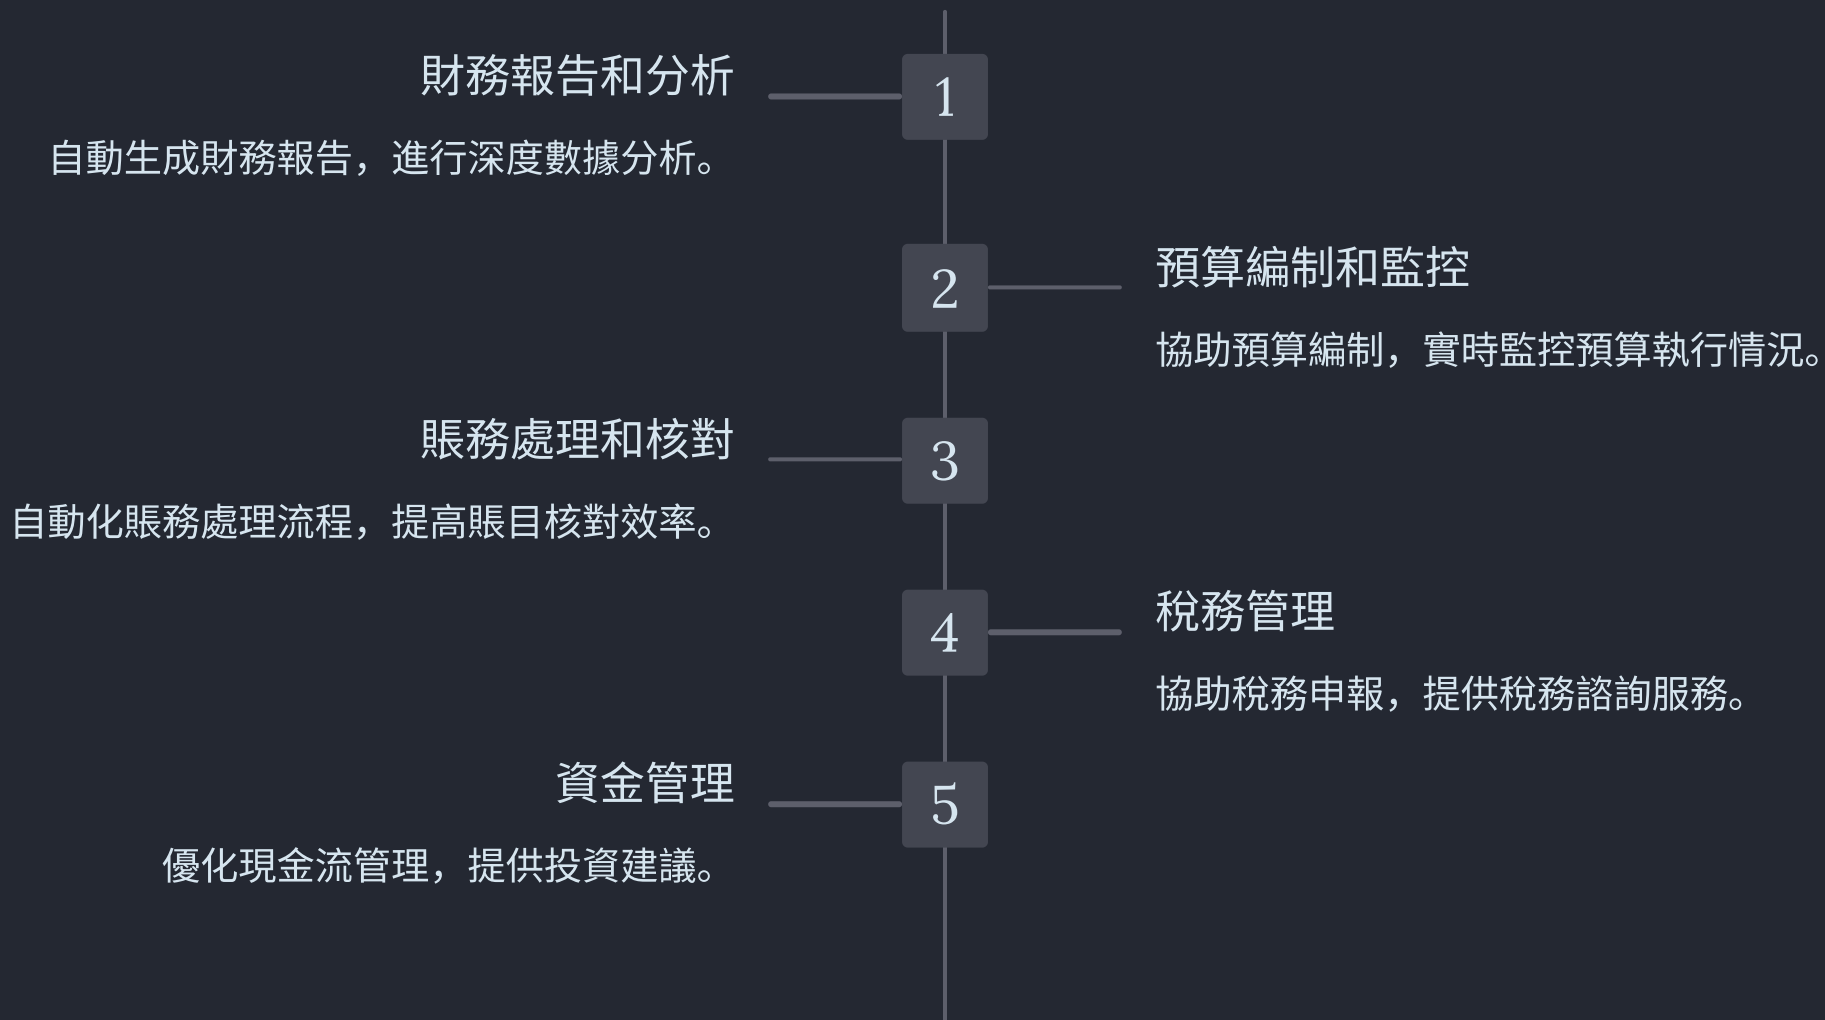 財務報告和分析
1
自動生成財務報告，進行深度數據分析。
2
預算編制和監控
協助預算編制，實時監控預算執行情況。
賬務處理和核對
3
自動化賬務處理流程，提高賬目核對效率。
4
稅務管理
協助稅務申報，提供稅務諮詢服務。
資金管理
5
優化現金流管理，提供投資建議。